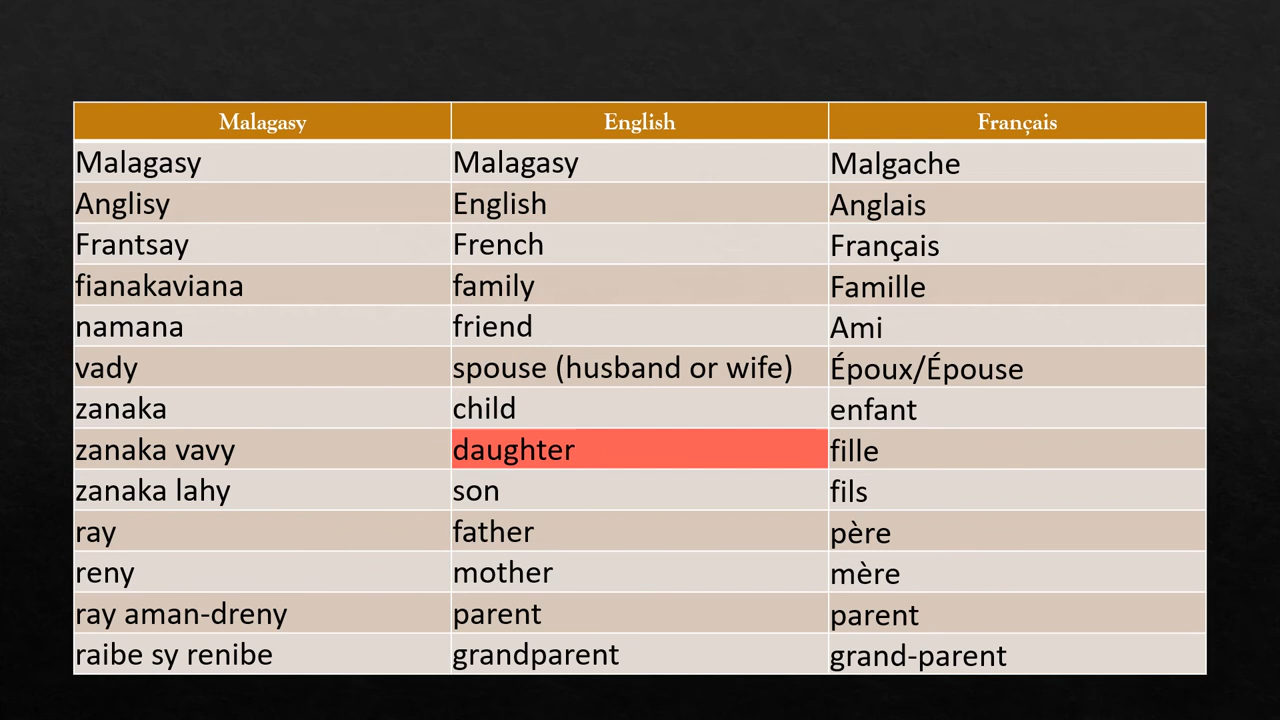 Malagasy English Français
Malagasy Malagasy Malgache
Anglisy English Anglais
Frantsay French Français
fianakaviana family Famille
namana friend Ami
vady spouse (husband or wife) Époux/Épouse
zanaka child enfant
zanaka vavy daughter fille
zanaka lahy son fils
ray father père
reny mother mère
ray aman-dreny parent parent
raibe sy renibe grandparent grand-parent